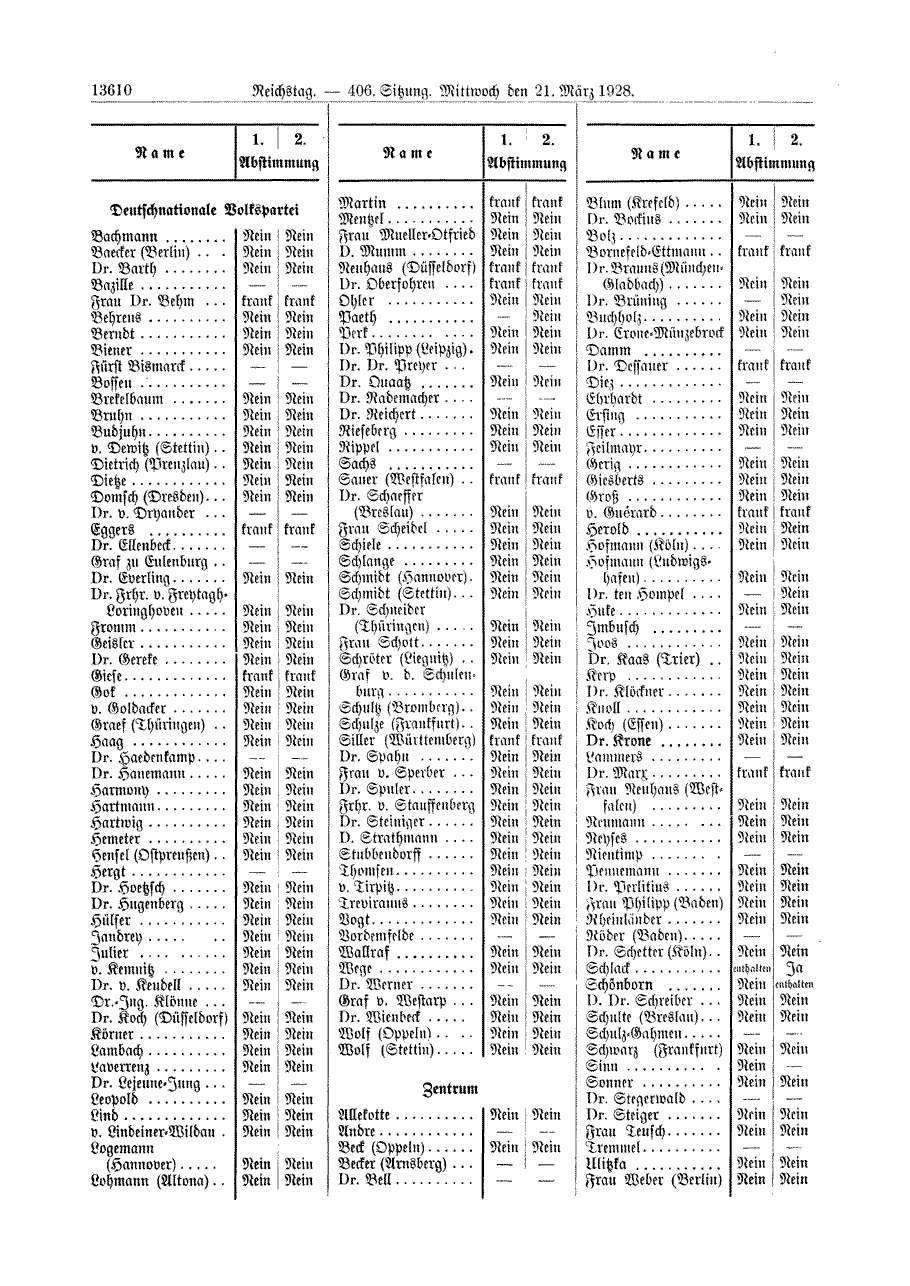 13610 Reichstag. — 406. Sitzung. Mittwoch den 21. März 1928.
Name 1. 2. Abstimmung
Deutschnationale Volkspartei
Bachmann ........ Nein Nein
Baecker (Berlin) .. . Nein Nein
Dr. Barth ........ Nein Nein
Bazille .......... — —
Frau Dr. Behm ... krank krank
Behrens .......... Nein Nein
Berndt .......... Nein Nein
Biener .......... Nein Nein
Fürst Bismarck ..... — —
Bossen .......... — —
Brekelbaum ....... Nein Nein
Bruhn .......... Nein Nein
Budjuhn.......... Nein Nein
v. Dewitz (Stettin) .. Nein Nein
Dietrich (Prenzlau) .. Nein Nein
Dietze ............ Nein Nein
Domsch (Dresden)... Nein Nein
Dr. v. Dryander ... — —
Eggers .......... krank krank
Dr. Ellenbeck....... — —
Graf zu Eulenburg .. — —
Dr. Everling....... Nein Nein
Dr. Frhr. v. Freytagh-
Loringhoven ..... Nein Nein
Fromm ........... Nein Nein
Geisler ........... Nein Nein
Dr. Gereke ........ Nein Nein
Giese............. krank krank
Gok ............. Nein Nein
v. Goldacker ....... Nein Nein
Graef (Thüringen) .. Nein Nein
Haag ............ Nein Nein
Dr. Haedenkamp.... — —
Dr. Hanemann ..... Nein Nein
Harmony ......... Nein Nein
Hartmann......... Nein Nein
Hartwig .......... Nein Nein
Hemeter .......... Nein Nein
Hensel (Ostpreußen) .. Nein Nein
Hergt ............ — —
Dr. Hoetzsch ....... Nein Nein
Dr. Hugenberg ..... Nein Nein
Hülser ........... Nein Nein
Jandrey ..... .. Nein Nein
Julier .... ...... Nein Nein
v. Kemnitz ........ Nein Nein
Dr. v. Keudell ..... Nein Nein
Dr.-Ing. Klönne ... — —
Dr. Koch (Düsseldorf) Nein Nein
Körner ........... Nein Nein
Lambach .......... Nein Nein
Laverrenz ......... Nein Nein
Dr. Lejeune-Jung ... — —
Leopold .......... Nein Nein
Lind ............. Nein Nein
v. Lindeiner-Wildau . Nein Nein
Logemann
(Hannover) ..... Nein Nein
Lohmann (Altona) .. Nein Nein
Name 1. 2. Abstimmung
Martin .......... krank krank
Mentzel........... Nein Nein
Frau Mueller-Otfried Nein Nein
D. Mumm ........ Nein Nein
Neuhaus (Düsseldorf) krank krank
Dr. Oberfohren .... krank krank
Ohler ........... Nein Nein
Paeth ........... — Nein
Perk ............. Nein Nein
Dr. Philipp (Leipzig). Nein Nein
Dr. Dr. Preyer ... — —
Dr. Quaatz ....... Nein Nein
Dr. Rademacher .... — —
Dr. Reichert....... Nein Nein
Rieseberg ......... Nein Nein
Rippel ........... Nein Nein
Sachs ........... — —
Sauer (Westfalen) .. krank krank
Dr. Schaeffer
(Breslau) ....... Nein Nein
Frau Scheidel ..... Nein Nein
Schiele ........... Nein Nein
Schlange ......... Nein Nein
Schmidt (Hannover). Nein Nein
Schmidt (Stettin)... Nein Nein
Dr. Schneider
(Thüringen) ..... Nein Nein
Frau Schott....... Nein Nein
Schröter (Liegnitz) .. Nein Nein
Graf v. d. Schulen-
burg .......... Nein Nein
Schultz (Bromberg).. Nein Nein
Schulze (Frankfurt).. Nein Nein
Siller (Württemberg) krank krank
Dr. Spahn ....... Nein Nein
Frau v. Sperber ... Nein Nein
Dr. Spuler......... Nein Nein
Frhr. v. Stauffenberg Nein Nein
Dr. Steiniger ...... Nein Nein
D. Strathmann .... Nein Nein
Stubbendorff ...... Nein Nein
Thomsen.......... Nein Nein
v. Tirpitz.......... Nein Nein
Treviranus ........ Nein Nein
Vogt............. Nein Nein
Vordemfelde ....... — —
Wallraf .......... Nein Nein
Wege ............ Nein Nein
Dr. Werner ....... — —
Graf v. Westarp ... Nein Nein
Dr. Wienbeck ..... Nein Nein
Wolf (Oppeln) .. . Nein Nein
Wolf (Stettin)..... Nein Nein
Zentrum
Allekotte .......... Nein Nein
Andre ............ — —
Beck (Oppeln)...... Nein Nein
Becker (Arnsberg) ... — —
Dr. Bell .......... — —
Name 1. 2. Abstimmung
Blum (Krefeld) ..... Nein Nein
Dr. Bockius ....... Nein Nein
Bolz ............. — —
Bornefeld-Ettmann .. krank krank
Dr. Brauns (München-
Gladbach)....... Nein Nein
Dr. Brüning ...... — Nein
Buchholz.......... Nein Nein
Dr. Crone-Münzebrock Nein Nein
Damm .......... — —
Dr. Dessauer ...... krank krank
Diez ............. — —
Ehrhardt ......... Nein Nein
Ersing ........... Nein Nein
Esser ............. Nein Nein
Feilmayr.......... — —
Gerig ............ Nein Nein
Giesberts ......... Nein Nein
Groß ............ Nein Nein
v. Guérard........ krank krank
Herold ........... Nein Nein
Hofmann (Köln) .... Nein Nein
Hofmann (Ludwigs-
hafen).......... Nein Nein
Dr. ten Hompel .... — Nein
Huke ............. Nein Nein
Imbusch ......... — —
Joos ............ Nein Nein
Dr. Kaas (Trier) .. Nein Nein
Kerp ............ Nein Nein
Dr. Klöckner....... Nein Nein
Knoll ............ Nein Nein
Koch (Essen)....... Nein Nein
Dr. Krone ........ Nein Nein
Lammers ......... — —
Dr. Marx ......... krank krank
Frau Neuhaus (West-
falen) ......... Nein Nein
Neumann ..... ... Nein Nein
Neyses ........... Nein Nein
Nientimp ....... . — —
Pennemann ....... Nein Nein
Dr. Perlitius ...... Nein Nein
Frau Philipp (Baden) Nein Nein
Rheinländer ....... Nein Nein
Röder (Baden)..... — —
Dr. Schetter (Köln).. Nein Nein
Schlack ........... enthalten Ja
Schönborn ....... Nein enthalten
D. Dr. Schreiber ... Nein Nein
Schulte (Breslau)... Nein Nein
Schulz-Gahmen..... — —
Schwarz (Frankfurt) Nein Nein
Sinn .......... . Nein —
Sonner ........... Nein Nein
Dr. Stegerwald .... — —
Dr. Steiger ....... Nein Nein
Frau Teusch....... Nein Nein
Tremmel.......... — —
Ulitzka .......... Nein Nein
Frau Weber (Berlin) Nein Nein